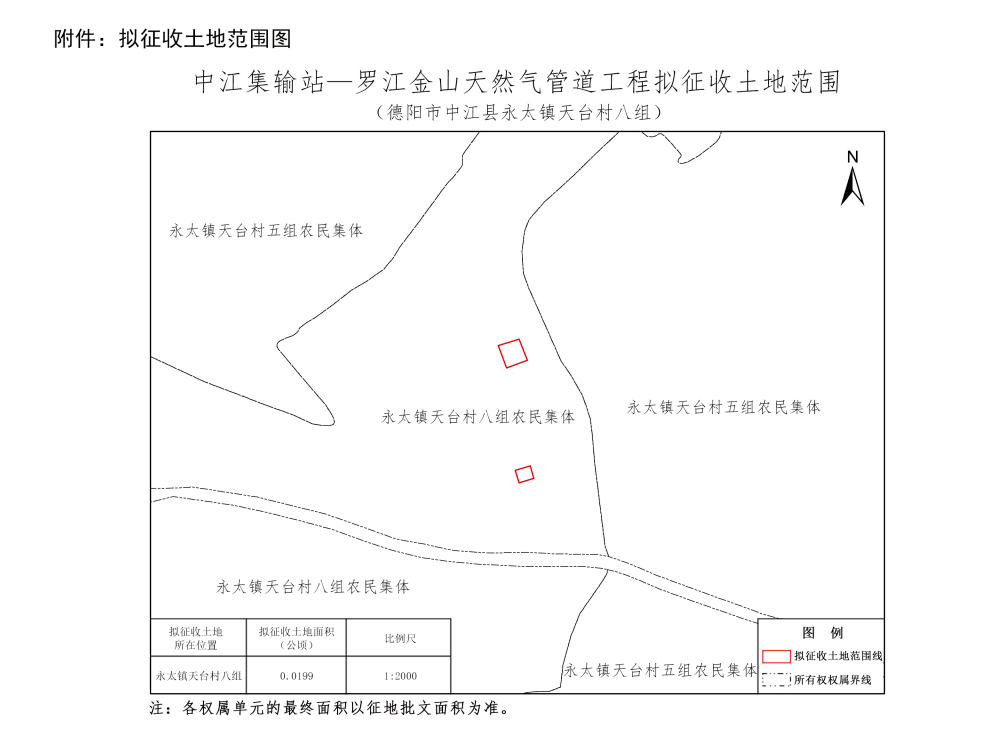 附件：拟征收土地范围图
中江集输站—罗江金山天然气管道工程拟征收土地范围
（德阳市中江县永太镇天台村八组）
N
永太镇天台村五组农民集体
永太镇天台村八组农民集体
永太镇天台村五组农民集体
永太镇天台村八组农民集体
永太镇天台村五组农民集体
拟征收土地
所在位置
拟征收土地面积
（公顷）
比例尺
永太镇天台村八组
0.0199
1:2000
图 例
拟征收土地范围线
所有权权属界线
注：各权属单元的最终面积以征地批文面积为准。